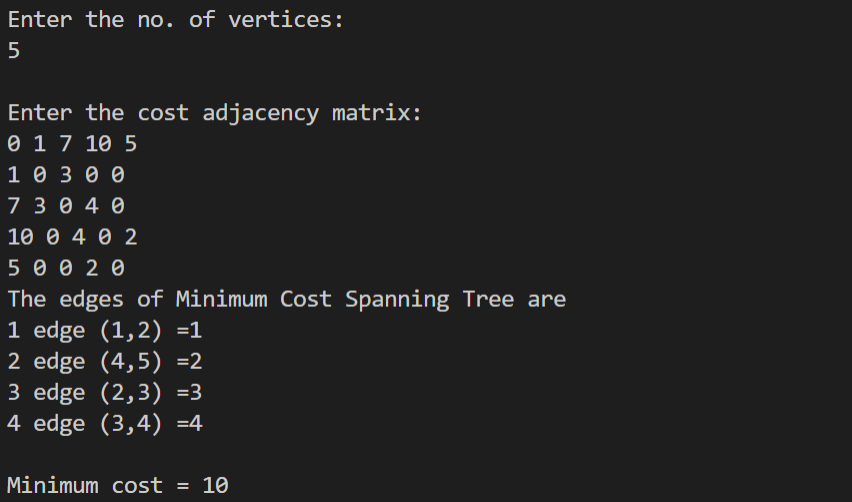 Enter the no. of vertices:
5
Enter the cost adjacency matrix:
0 1 7 10 5
1 0 3 0 0
7 3 0 4 0
10 0 4 0 2
5 0 0 2 0
The edges of Minimum Cost Spanning Tree are
1 edge (1,2) =1
2 edge (4,5) =2
3 edge (2,3) =3
4 edge (3,4) =4
Minimum cost = 10